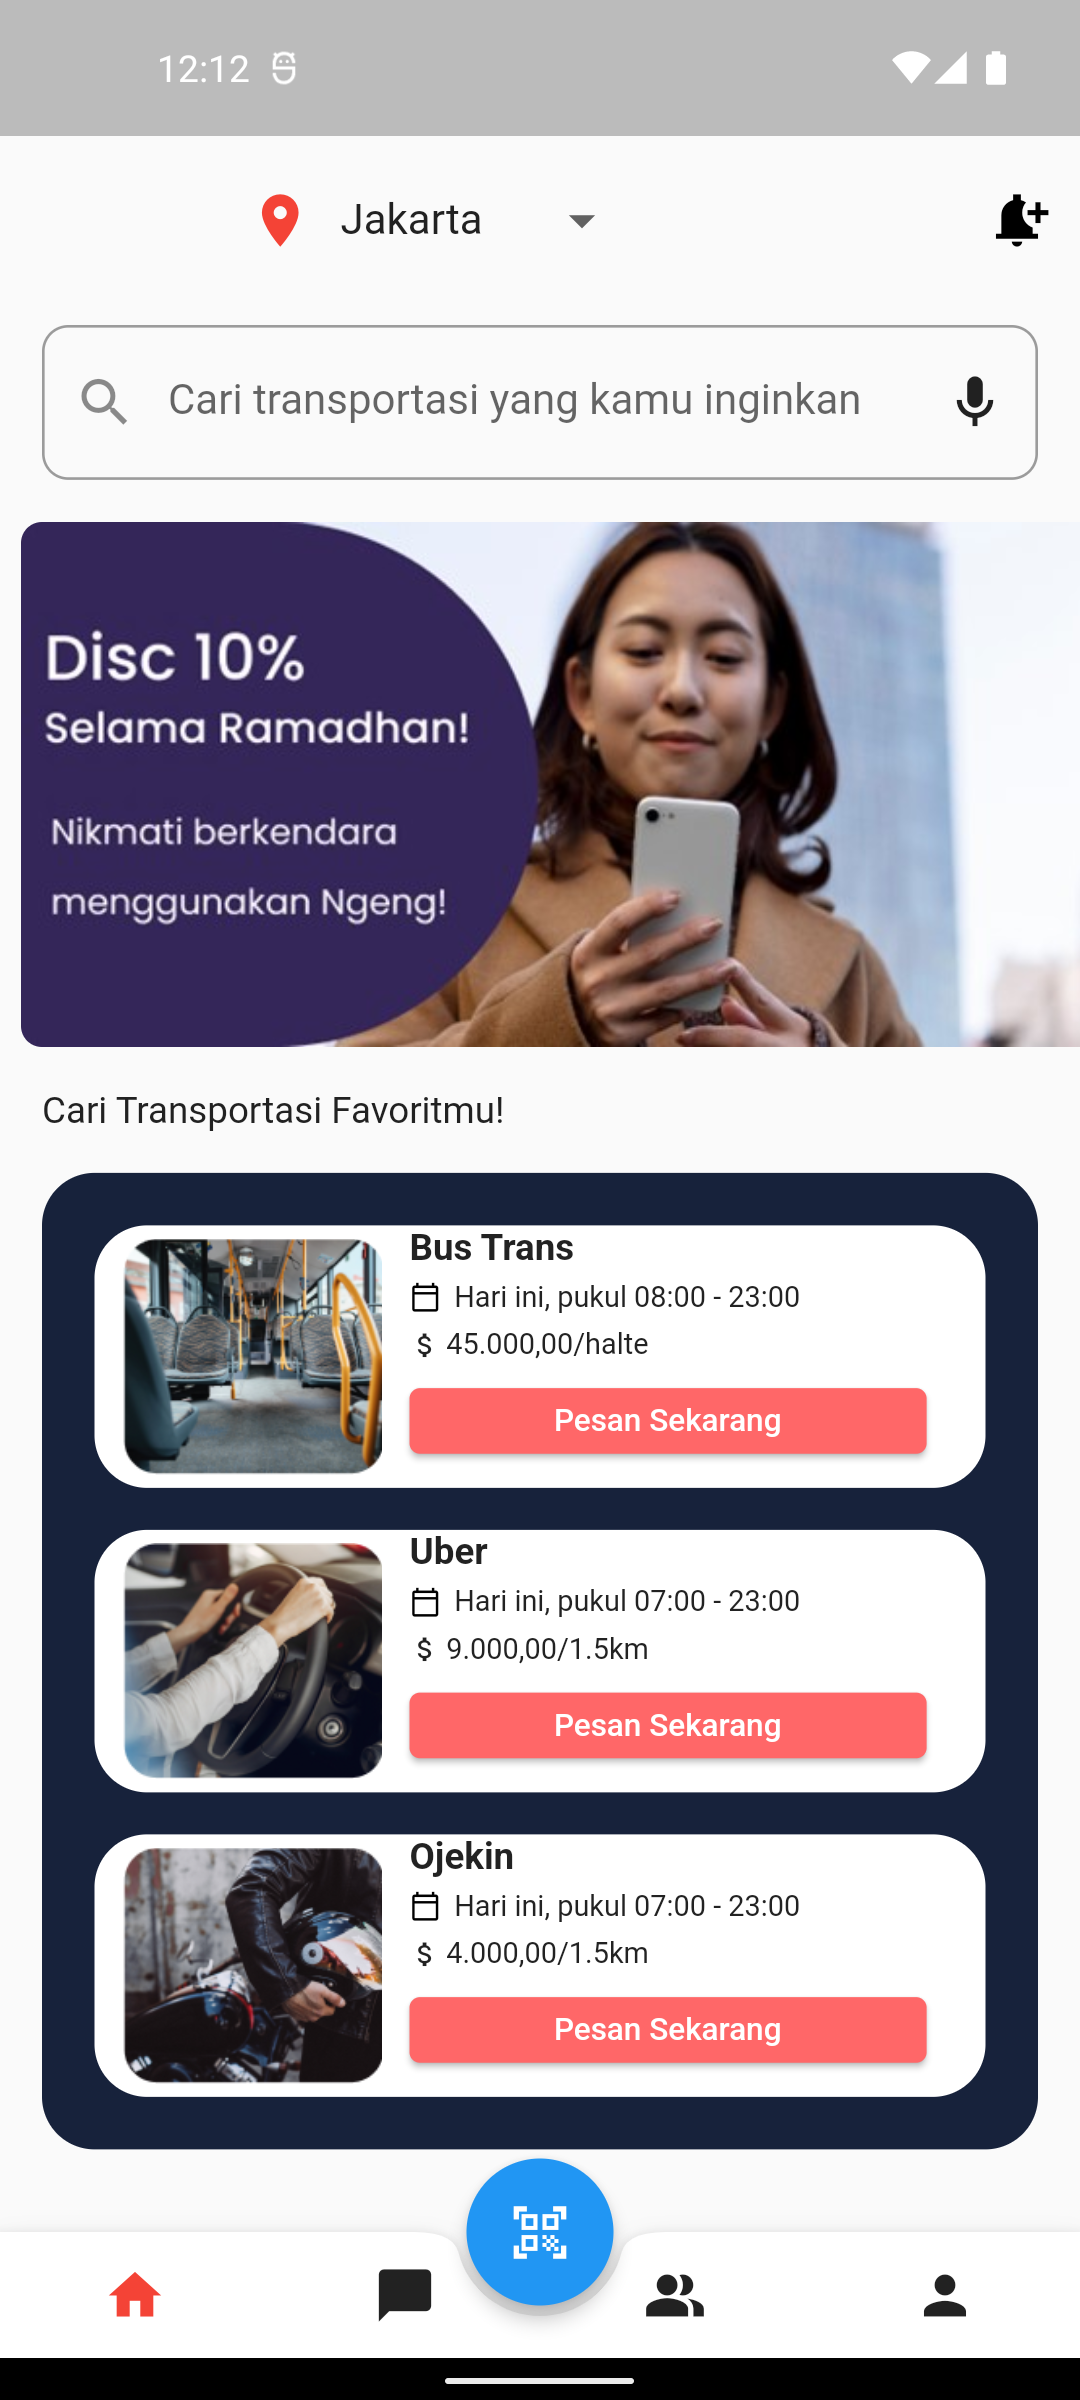 12:12
Jakarta
Cari transportasi yang kamu inginkan
Disc 10%
Selama Ramadhan!
Nikmati berkendara
menggunakan Ngeng!
Cari Transportasi Favoritmu!
Bus Trans
Hari ini, pukul 08:00 - 23:00
$ 45.000,00/halte
Pesan Sekarang
Uber
Hari ini, pukul 07:00 - 23:00
$ 9.000,00/1.5km
Pesan Sekarang
Ojekin
Hari ini, pukul 07:00 - 23:00
$ 4.000,00/1.5km
Pesan Sekarang